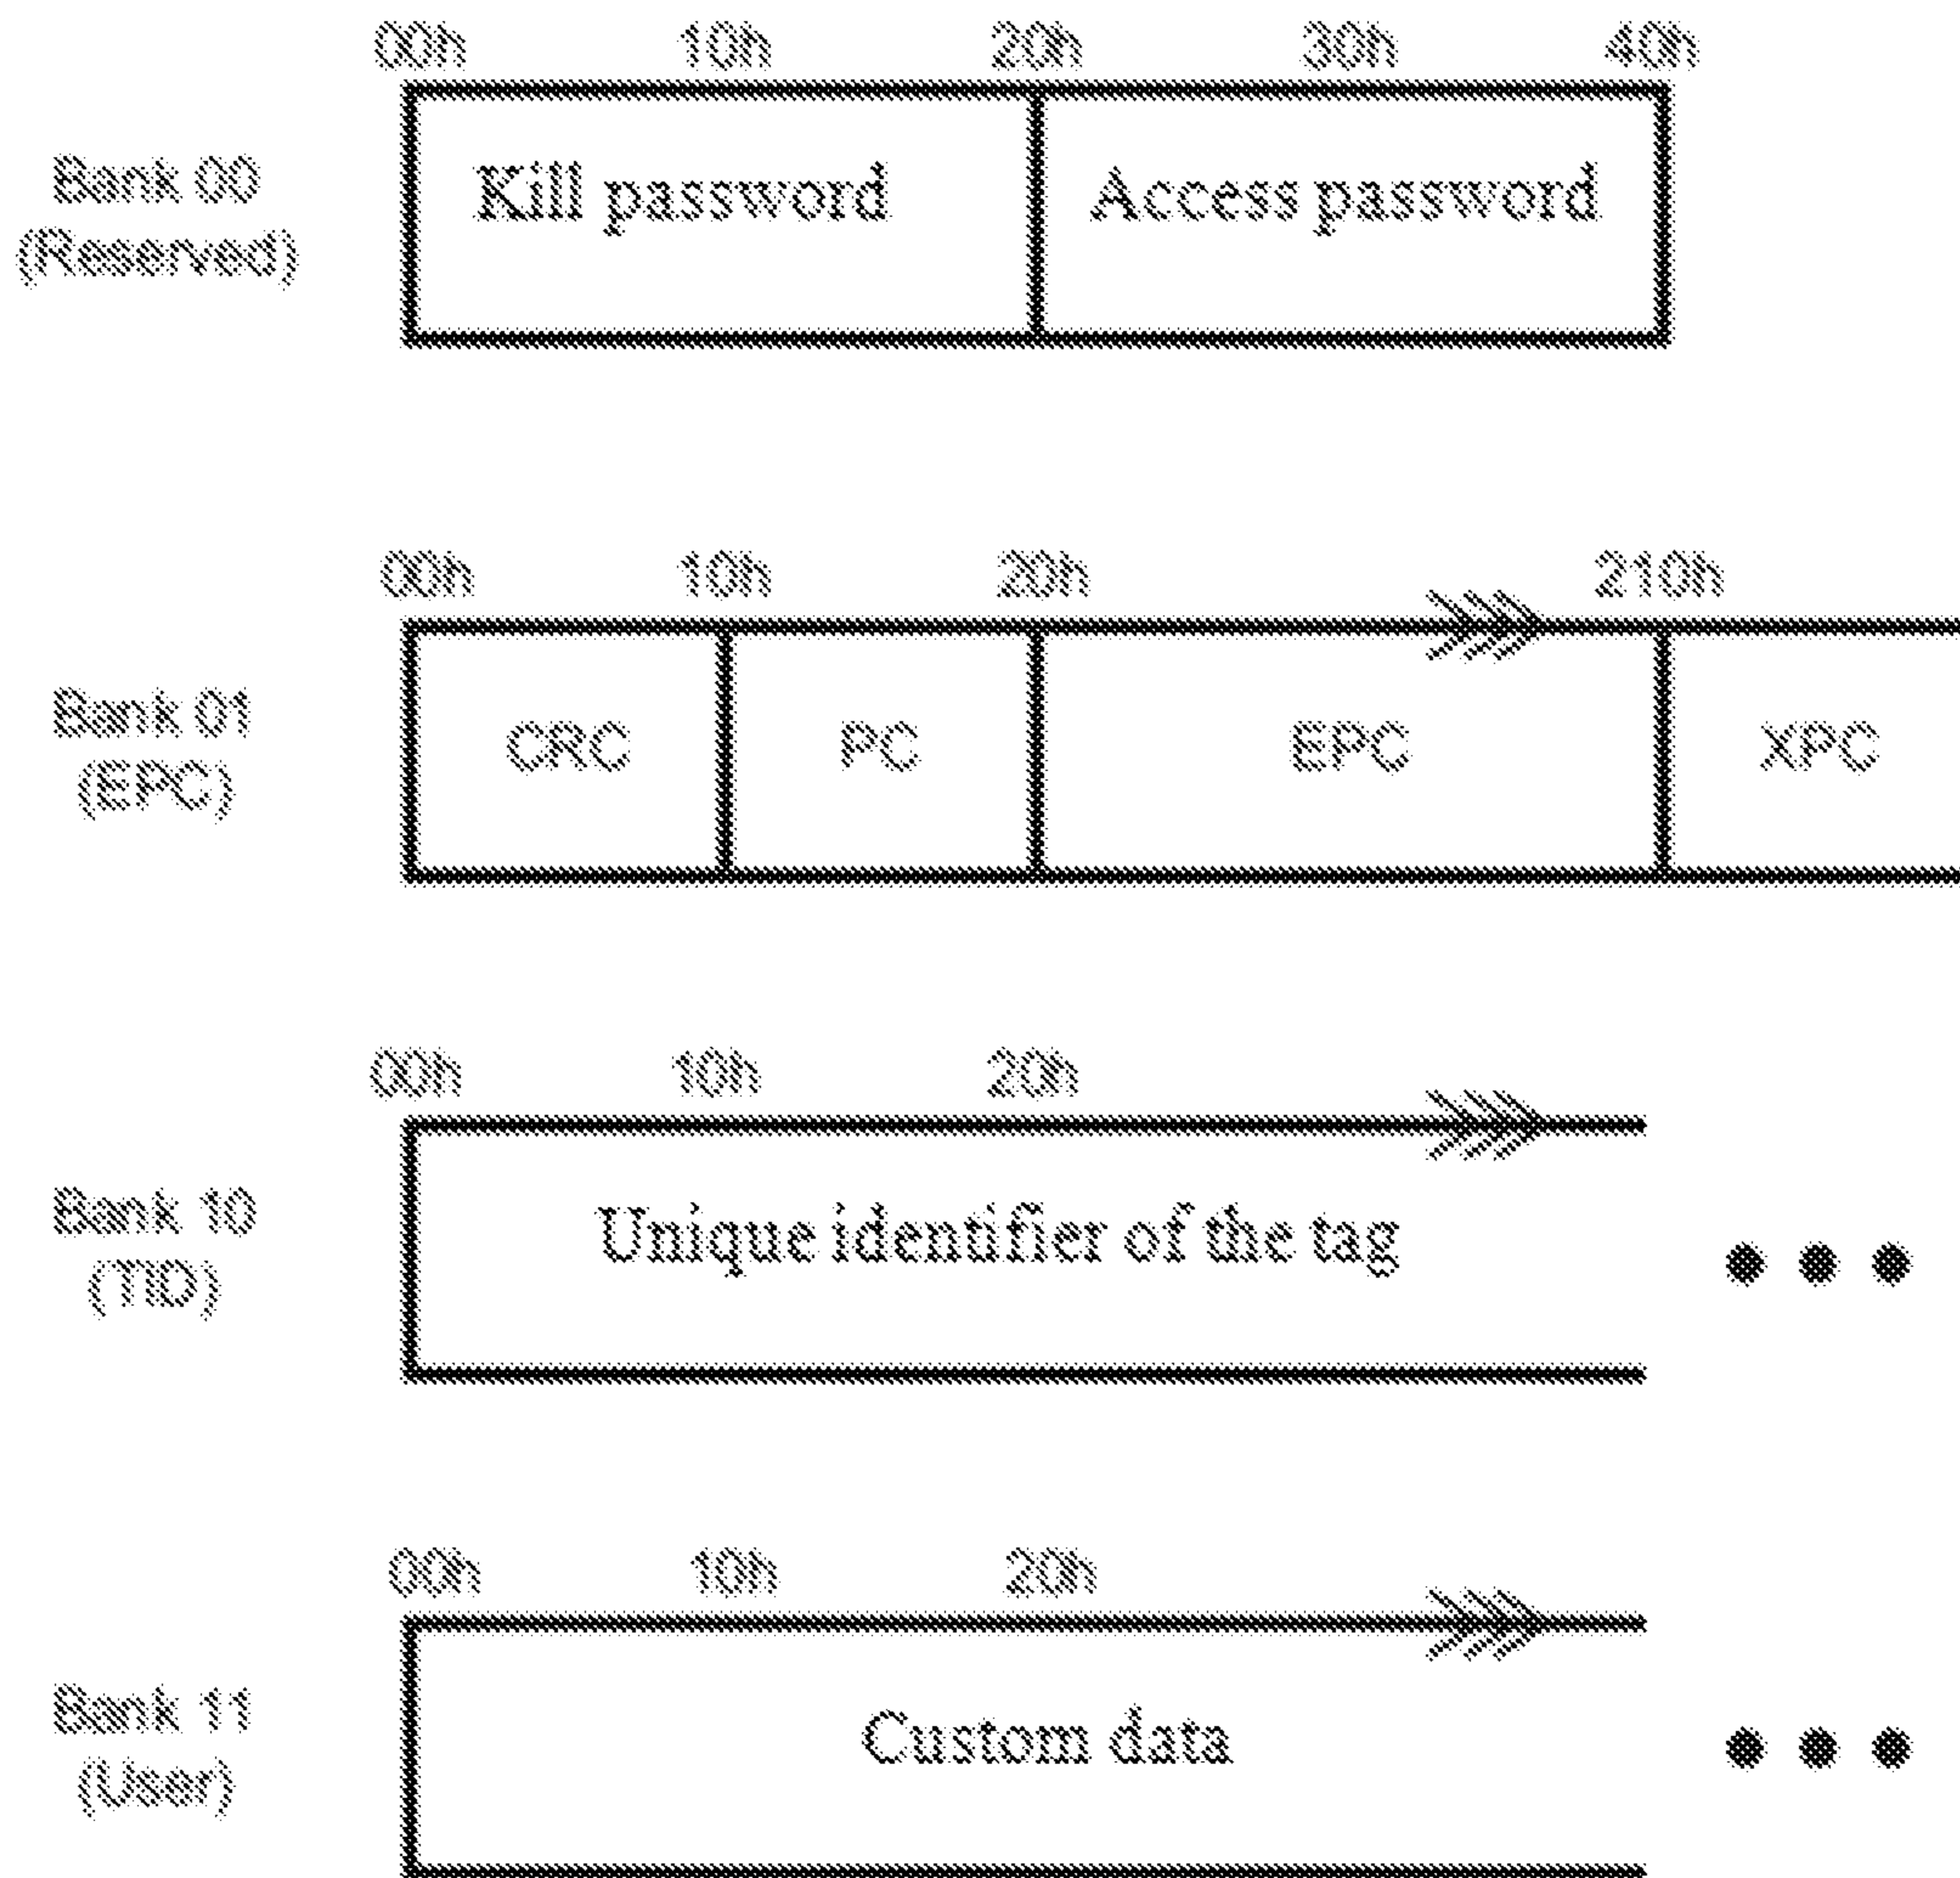 00h 10h 20h 30h 40h
Bank 00
(Reserved)
Kill password Access password
00h 10h 20h 210h
Bank 01
(EPC)
CRC PC EPC XPC
00h 10h 20h
Bank 10
(TID)
Unique identifier of the tag
00h 10h 20h
Bank 11
(User)
Custom data